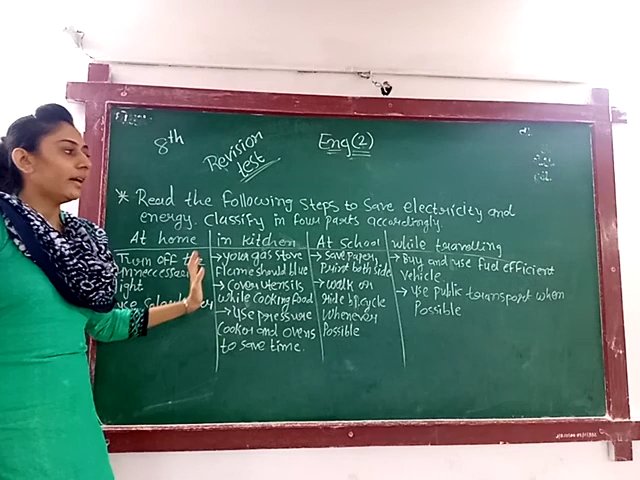 8th
Revision
test
Eng(2)
* Read the Following Steps to Save electricity and
energy. Classify in four parts accordingly.
At home
Turn off the
unnecessary
light
in kitchen
→ your gas stove
flame should blue
→ Cover utensils
while Cooking food
→ Use pressure
Cooker and ovens
to save time.
At School
→ Save Paper,
Print both side
→ walk or
ride bicycle
whenever
Possible
while travelling
→ Buy and use fuel efficient
vehicle
→ Use public transport when
Possible